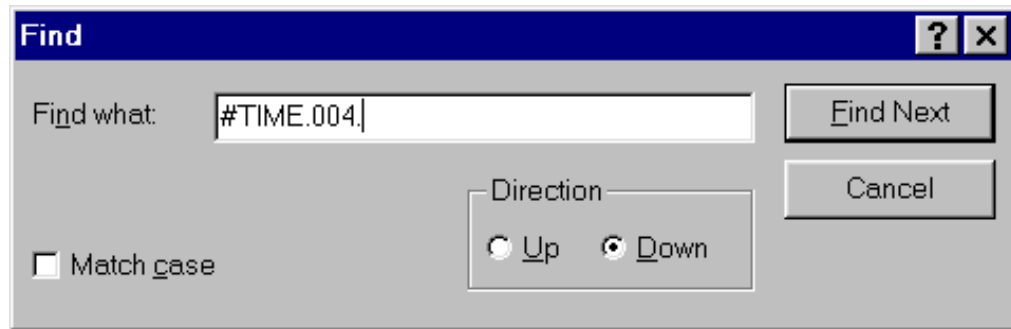 Find
Find what: #TIME.004. Find Next
Direction Cancel
Up Down
Match case